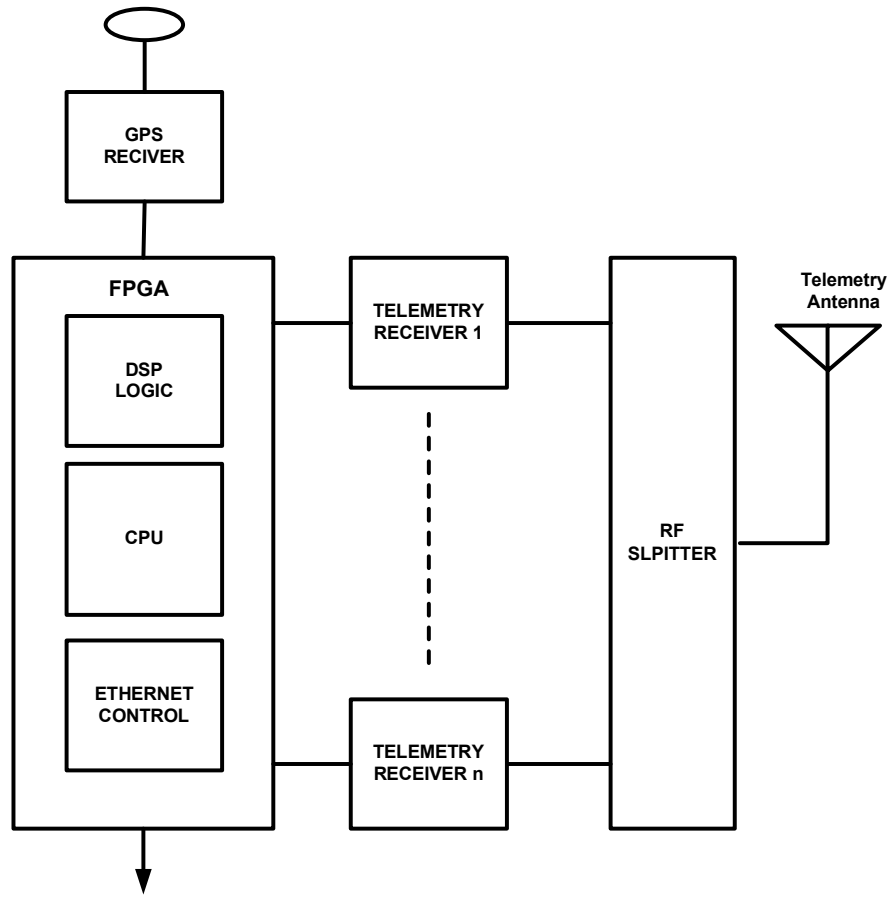 GPS
RECIVER
FPGA
DSP
LOGIC
CPU
ETHERNET
CONTROL
TELEMETRY
RECEIVER 1
TELEMETRY
RECEIVER n
RF
SLPITTER
Telemetry
Antenna